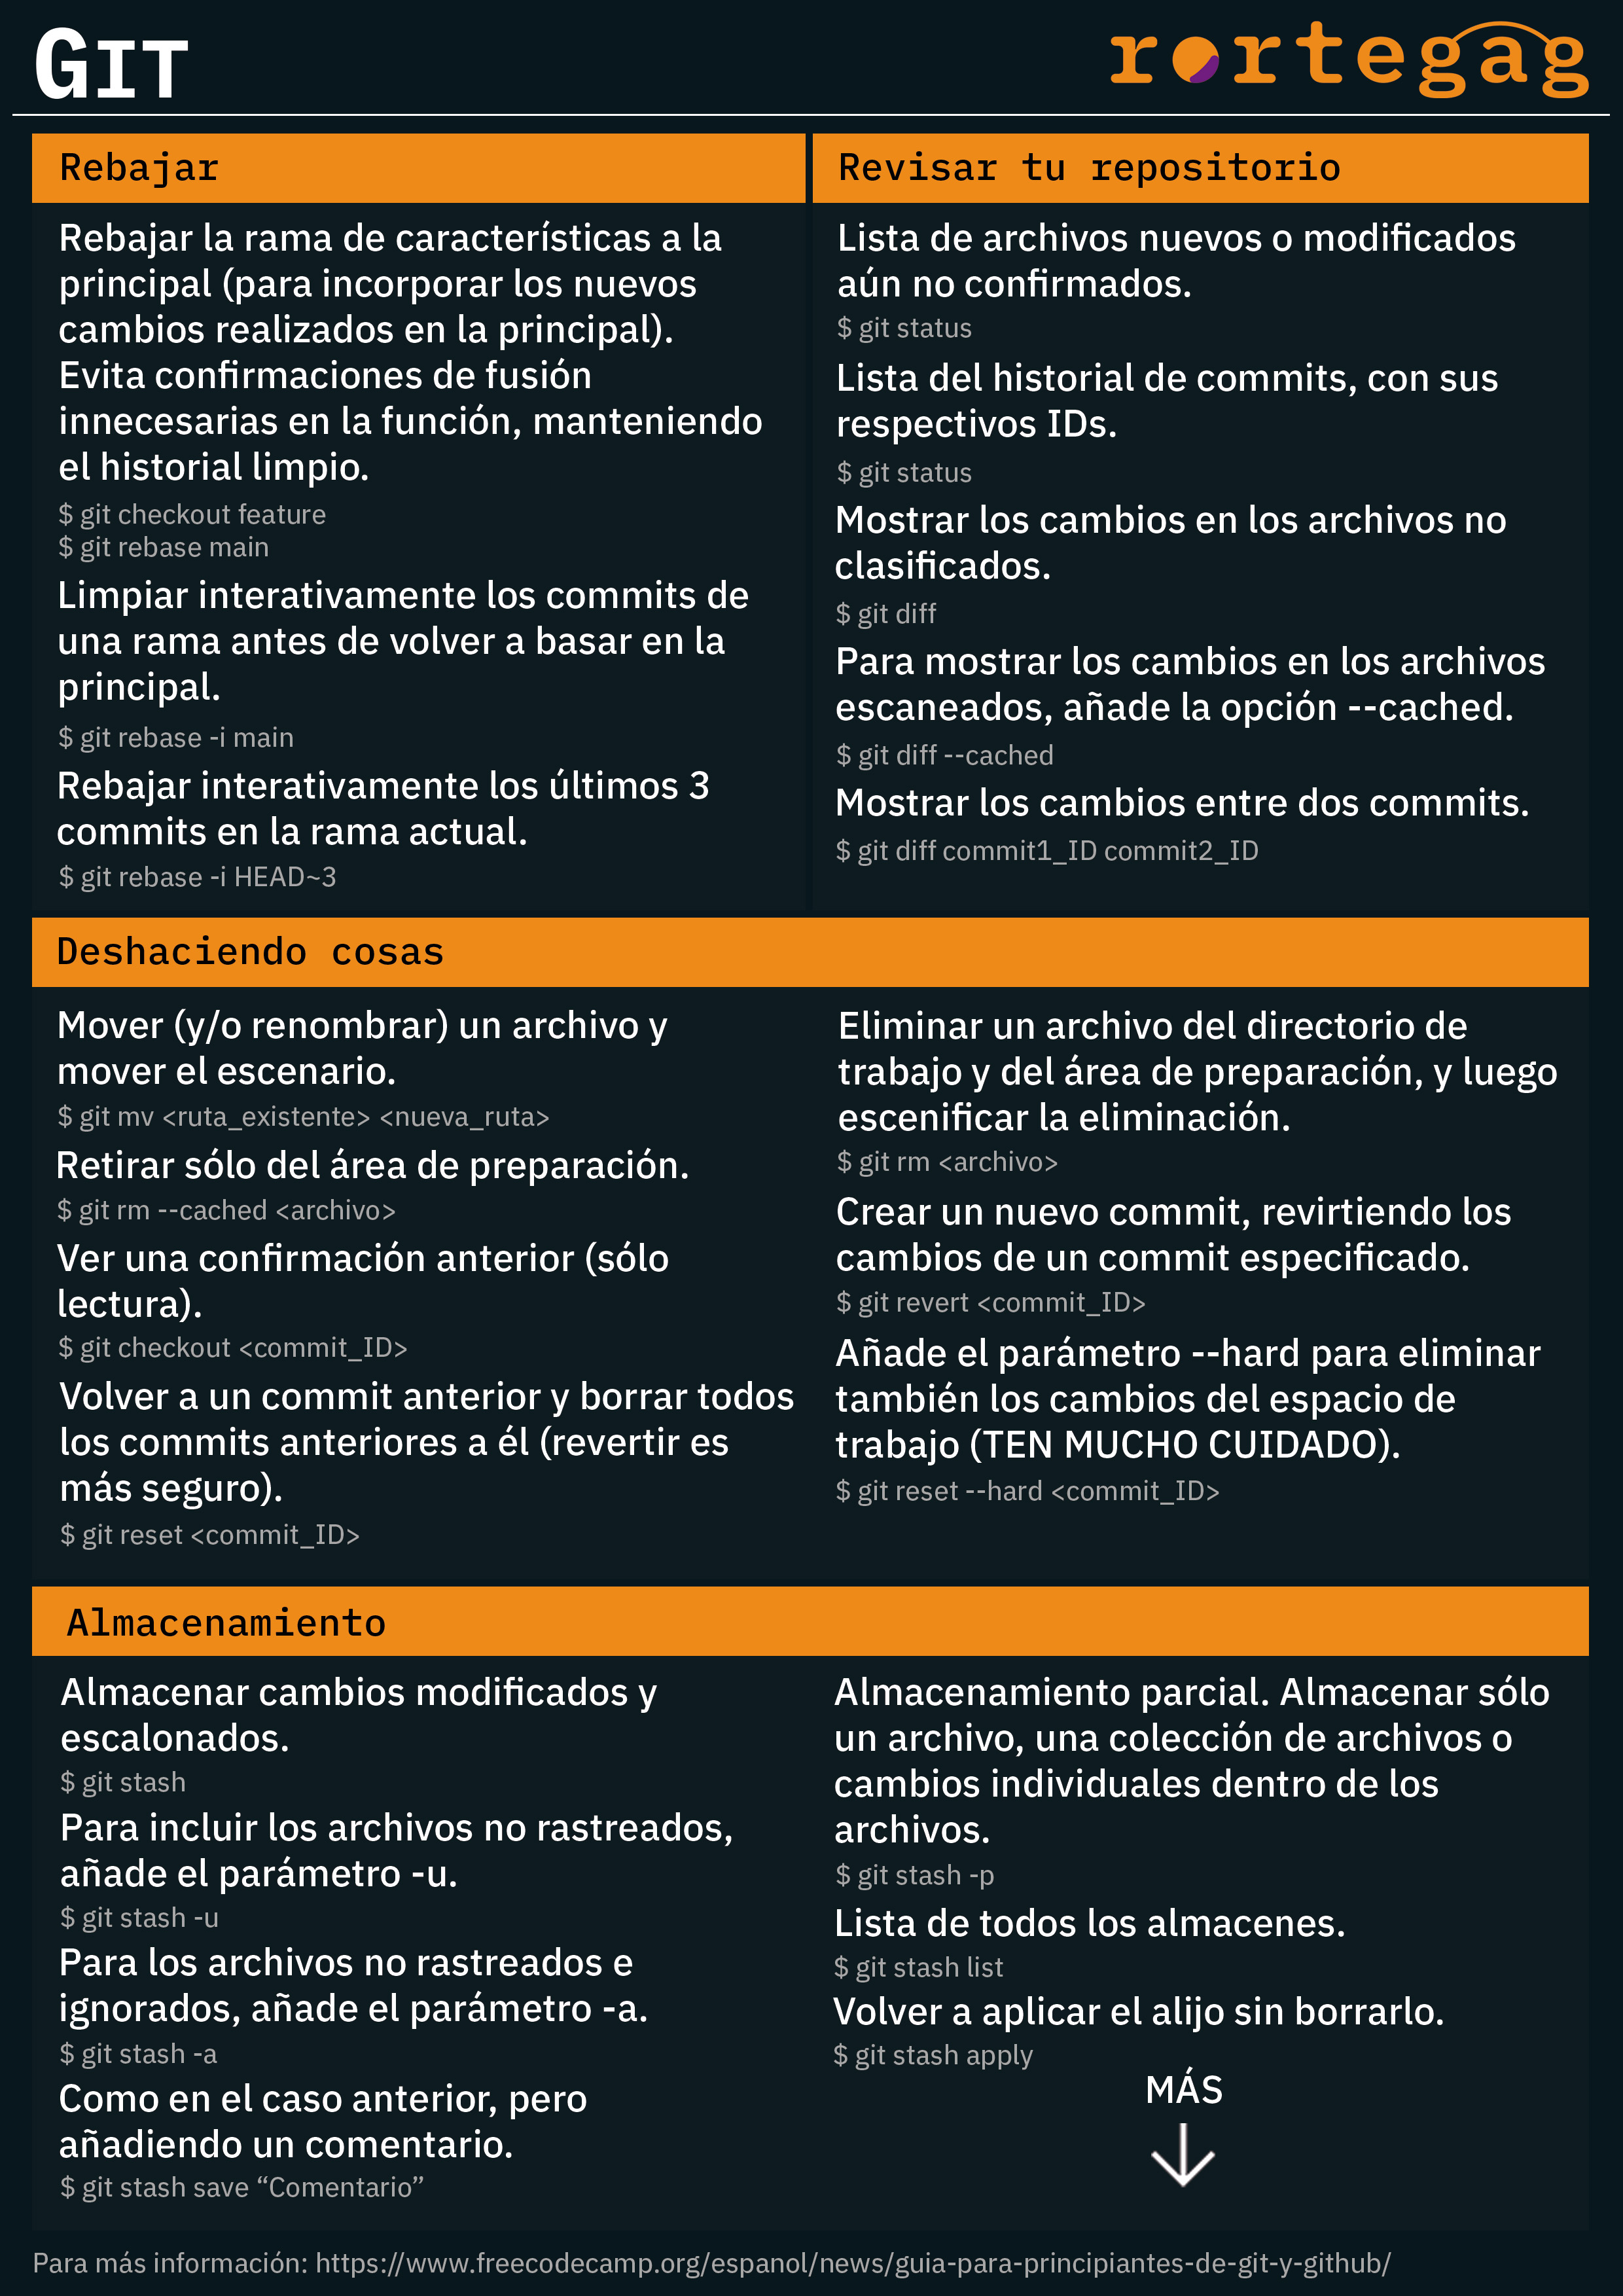 GIT
rortegag
Rebajar
Rebajar la rama de características a la
principal (para incorporar los nuevos
cambios realizados en la principal).
Evita confirmaciones de fusión
innecesarias en la función, manteniendo
el historial limpio.
$ git checkout feature
$ git rebase main
Limpiar interativamente los commits de
una rama antes de volver a basar en la
principal.
$ git rebase -i main
Rebajar interativamente los últimos 3
commits en la rama actual.
$ git rebase -i HEAD~3
Revisar tu repositorio
Lista de archivos nuevos o modificados
aún no confirmados.
$ git status
Lista del historial de commits, con sus
respectivos IDs.
$ git status
Mostrar los cambios en los archivos no
clasificados.
$ git diff
Para mostrar los cambios en los archivos
escaneados, añade la opción --cached.
$ git diff --cached
Mostrar los cambios entre dos commits.
$ git diff commit1_ID commit2_ID
Deshaciendo cosas
Mover (y/o renombrar) un archivo y
mover el escenario.
$ git mv <ruta_existente> <nueva_ruta>
Retirar sólo del área de preparación.
$ git rm --cached <archivo>
Ver una confirmación anterior (sólo
lectura).
$ git checkout <commit_ID>
Volver a un commit anterior y borrar todos
los commits anteriores a él (revertir es
más seguro).
$ git reset <commit_ID>
Eliminar un archivo del directorio de
trabajo y del área de preparación, y luego
escenificar la eliminación.
$ git rm <archivo>
Crear un nuevo commit, revirtiendo los
cambios de un commit especificado.
$ git revert <commit_ID>
Añade el parámetro --hard para eliminar
también los cambios del espacio de
trabajo (TEN MUCHO CUIDADO).
$ git reset --hard <commit_ID>
Almacenamiento
Almacenar cambios modificados y
escalonados.
$ git stash
Para incluir los archivos no rastreados,
añade el parámetro -u.
$ git stash -u
Para los archivos no rastreados e
ignorados, añade el parámetro -a.
$ git stash -a
Como en el caso anterior, pero
añadiendo un comentario.
$ git stash save “Comentario”
Almacenamiento parcial. Almacenar sólo
un archivo, una colección de archivos o
cambios individuales dentro de los
archivos.
$ git stash -p
Lista de todos los almacenes.
$ git stash list
Volver a aplicar el alijo sin borrarlo.
$ git stash apply
MÁS
Para más información: https://www.freecodecamp.org/espanol/news/guia-para-principiantes-de-git-y-github/